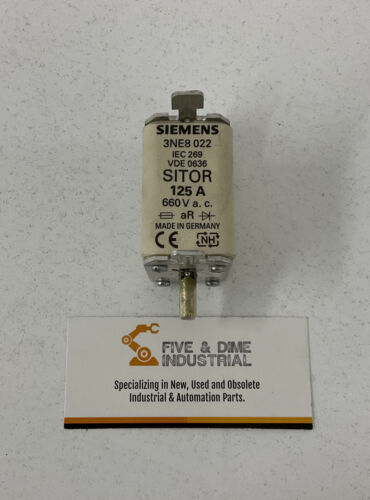 SIEMENS
3NE8 022
IEC 269
VDE 0636
SITOR
125 A
660V a.c.
aR
MADE IN GERMANY
CE NH
FIVE & DIME
INDUSTRIAL
Specializing in New, Used and Obsolete
Industrial & Automation Parts.